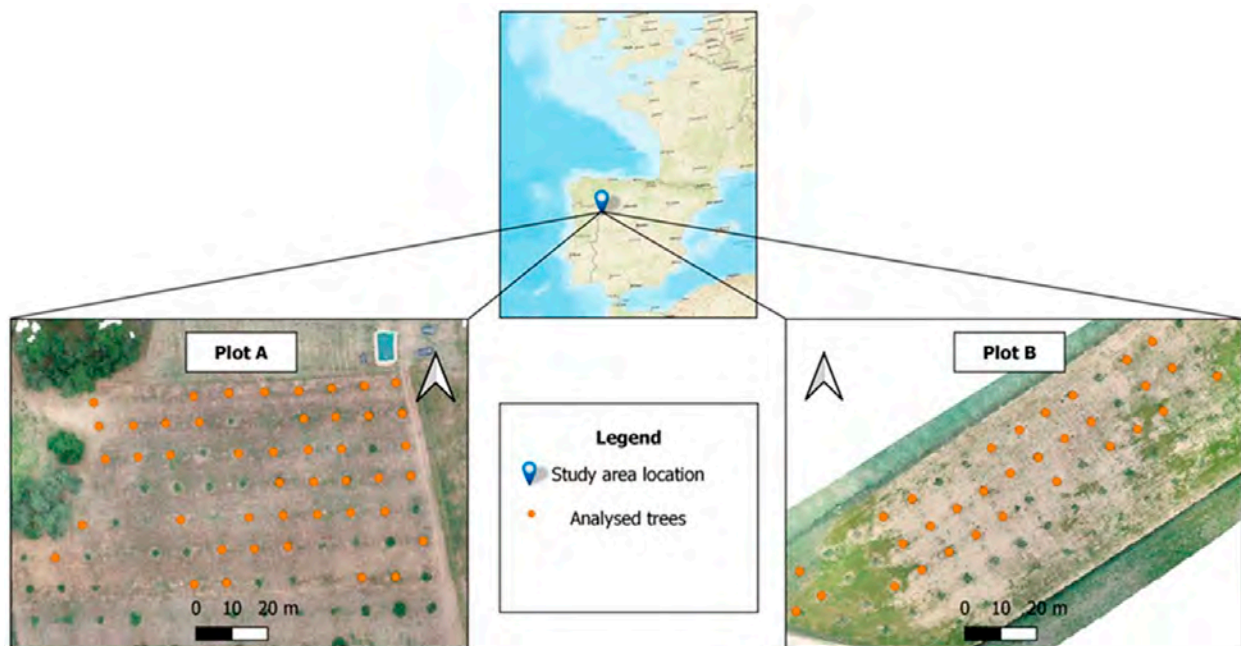 Plot A
Plot B
Legend
Study area location
Analysed trees
0 10 20 m
0 10 20 m